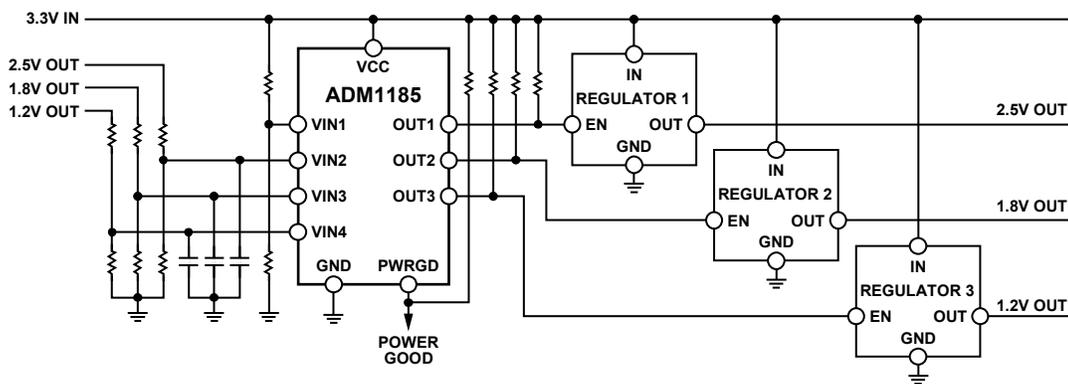 3.3V IN
2.5V OUT
1.8V OUT
1.2V OUT
VCC
ADM1185
VIN1
VIN2
VIN3
VIN4
OUT1
OUT2
OUT3
GND
PWRGD
POWER
GOOD
IN
REGULATOR 1
EN
OUT
GND
2.5V OUT
IN
REGULATOR 2
EN
OUT
GND
1.8V OUT
IN
REGULATOR 3
EN
OUT
GND
1.2V OUT